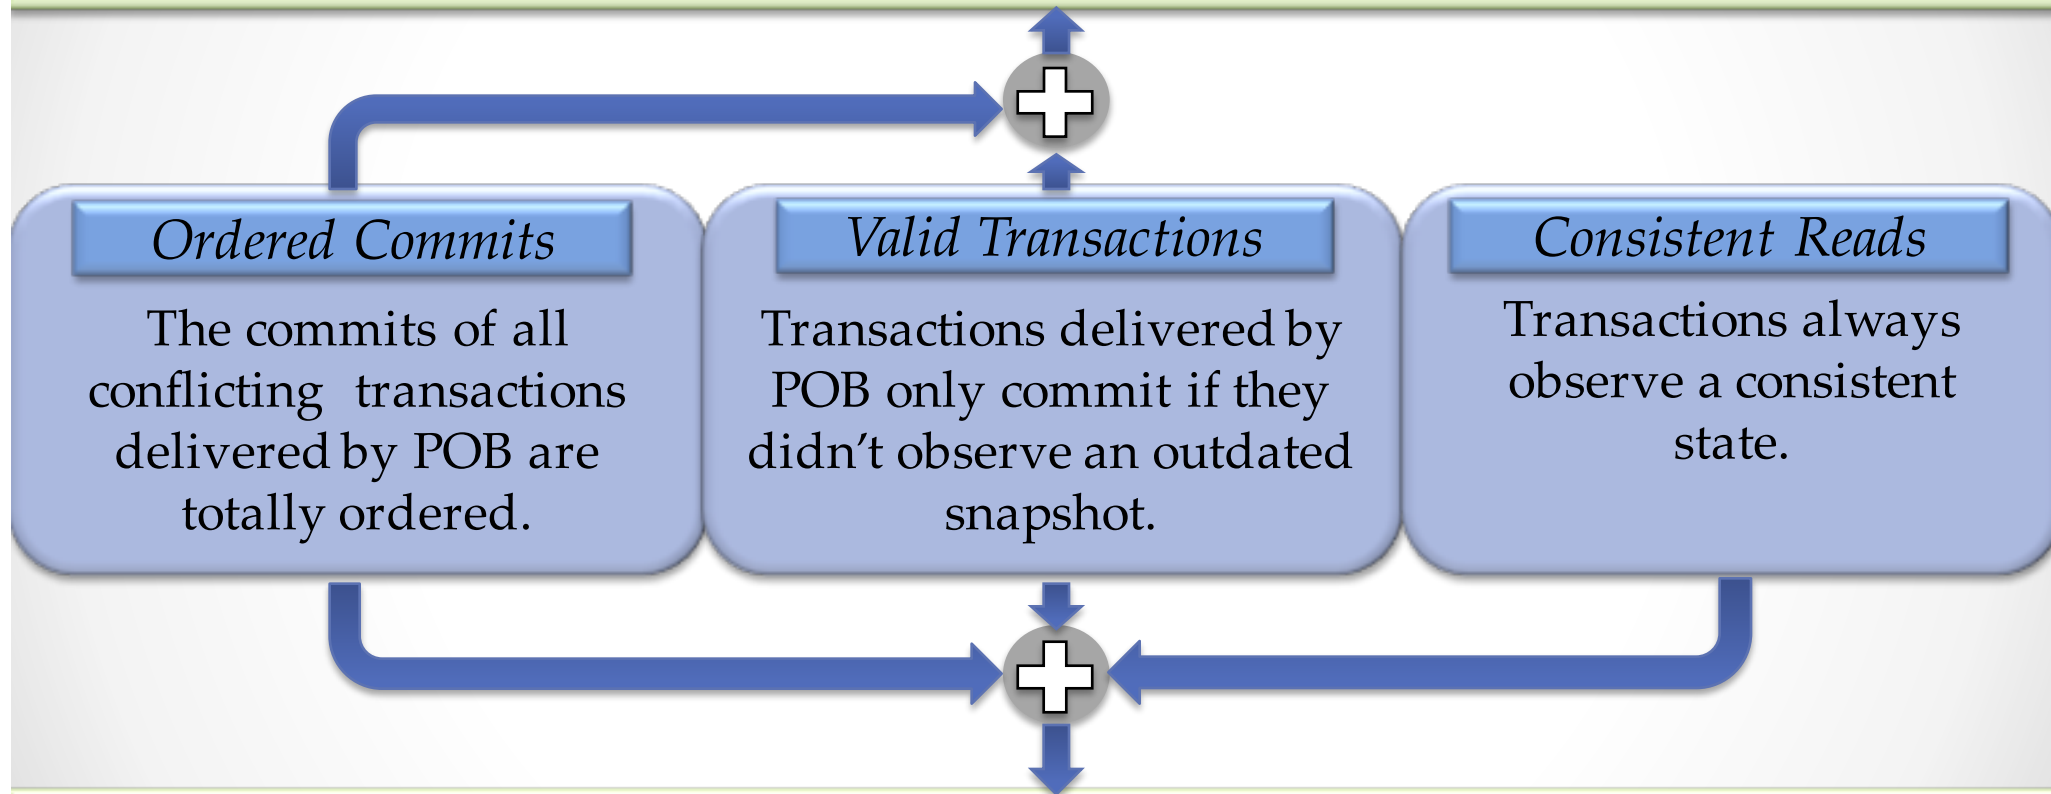 Ordered Commits
The commits of all
conflicting transactions
delivered by POB are
totally ordered.
Valid Transactions
Transactions delivered by
POB only commit if they
didn't observe an outdated
snapshot.
Consistent Reads
Transactions always
observe a consistent
state.